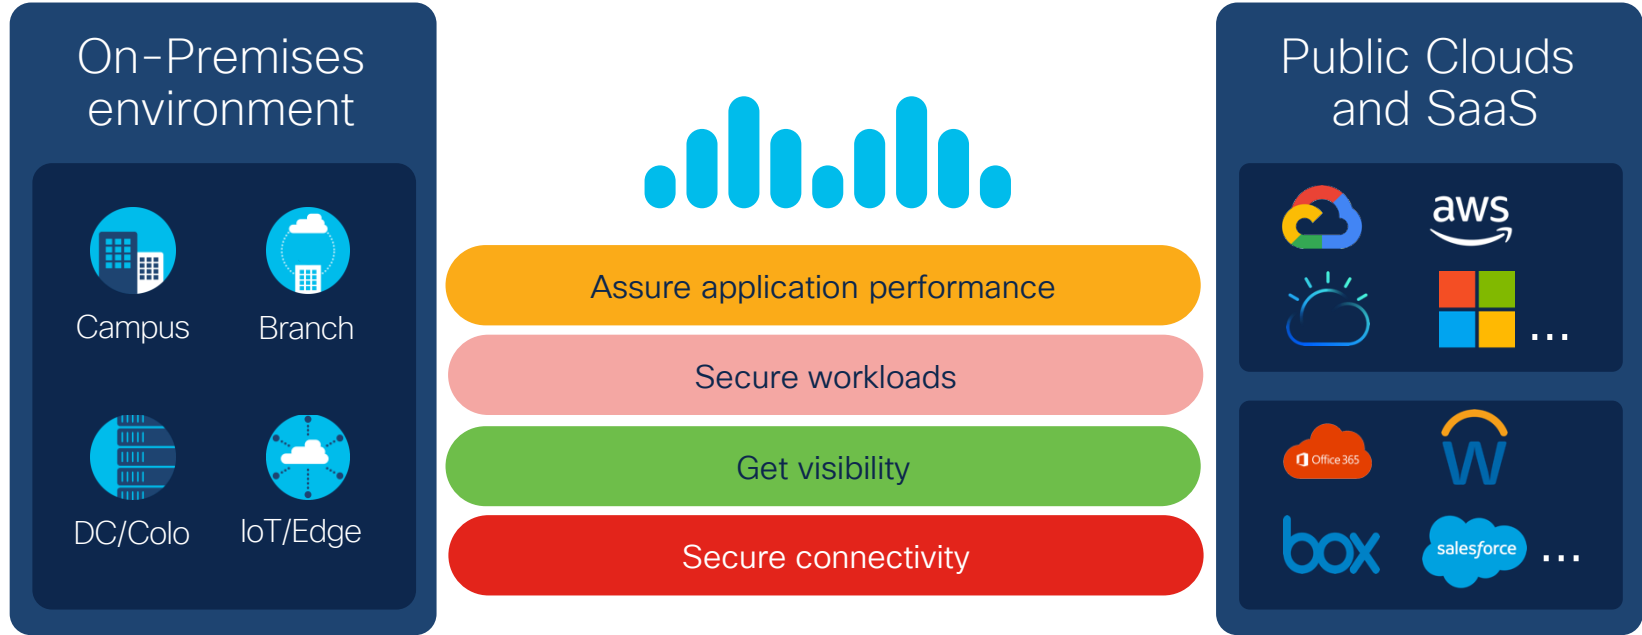 On-Premises
environment
Campus
Branch
DC/Colo
IoT/Edge
Assure application performance
Secure workloads
Get visibility
Secure connectivity
Public Clouds
and SaaS
aws
...
Office 365
W
box
salesforce
...